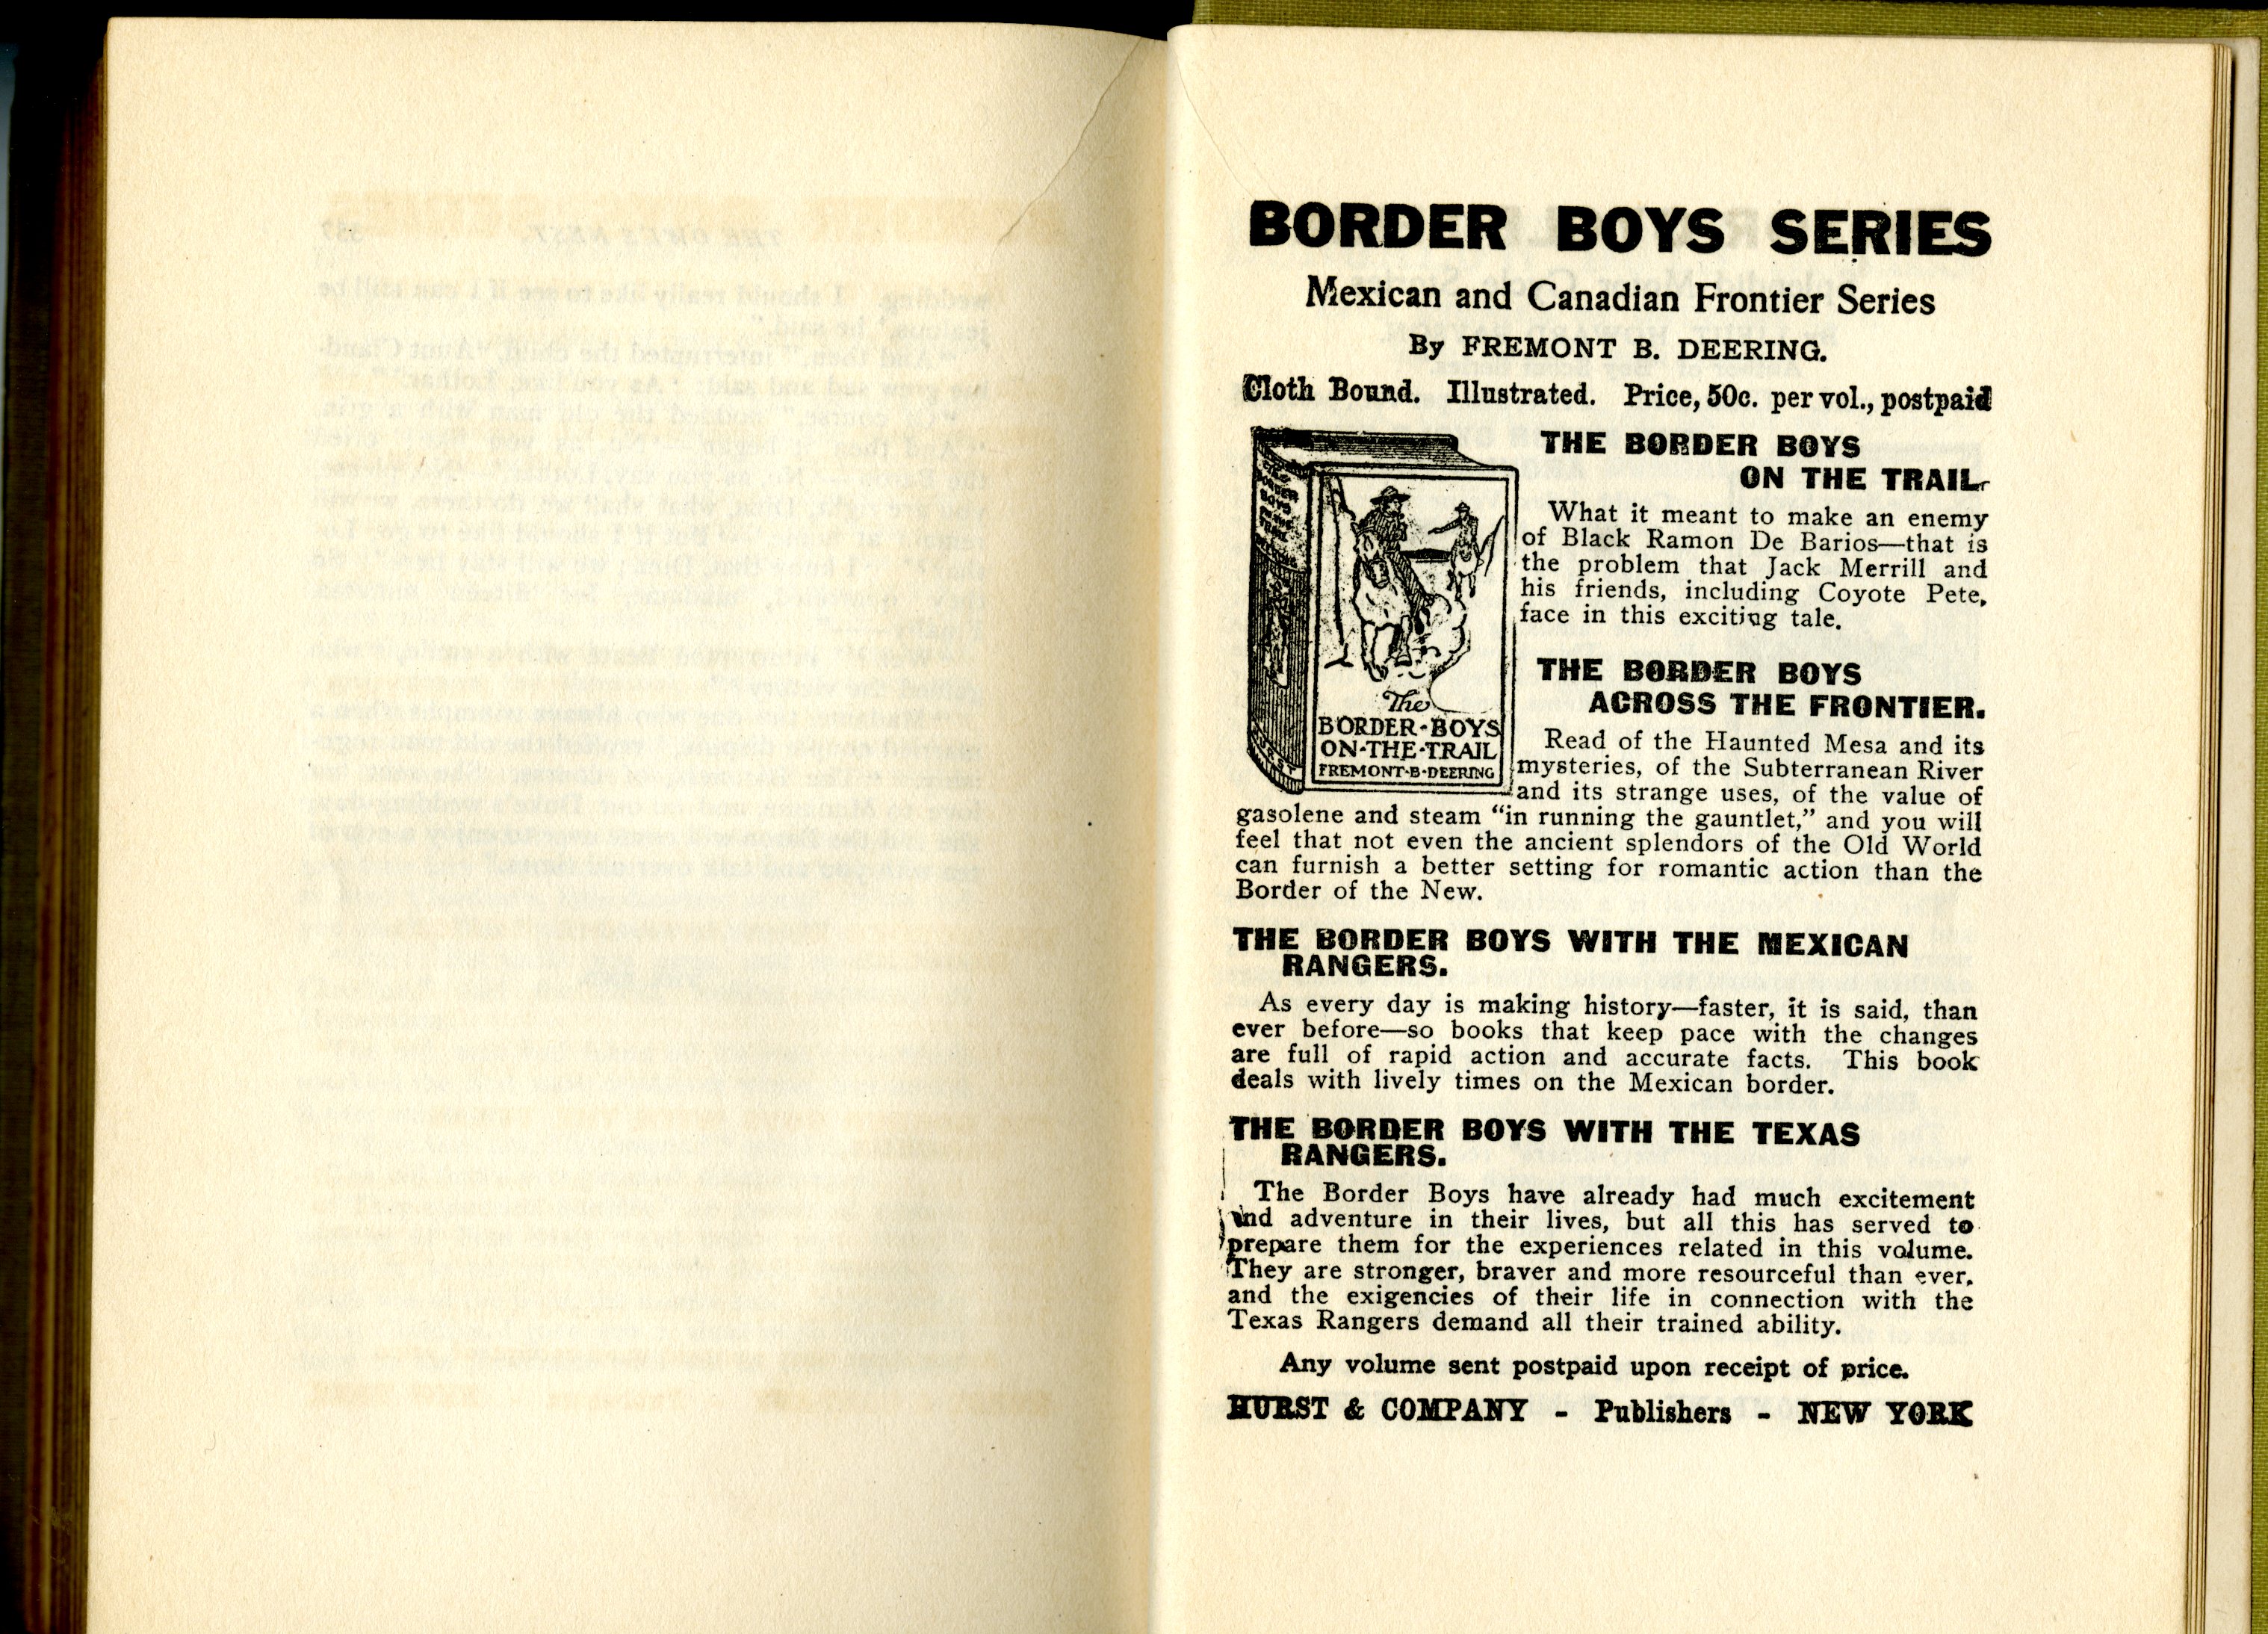 BORDER BOYS SERIES
Mexican and Canadian Frontier Series
By FREMONT B. DEERING.
Cloth Bound. Illustrated. Price, 50c. per vol., postpaid
THE BORDER BOYS
ON THE TRAIL
What it meant to make an enemy
of Black Ramon De Barios—that is
the problem that Jack Merrill and
his friends, including Coyote Pete,
face in this exciting tale.
The
BORDER·BOYS
ON·THE·TRAIL
FREMONT·B·DEERING
THE BORDER BOYS
ACROSS THE FRONTIER.
Read of the Haunted Mesa and its
mysteries, of the Subterranean River
and its strange uses, of the value of
gasolene and steam “in running the gauntlet,” and you will
feel that not even the ancient splendors of the Old World
can furnish a better setting for romantic action than the
Border of the New.
THE BORDER BOYS WITH THE MEXICAN
RANGERS.
As every day is making history—faster, it is said, than
ever before—so books that keep pace with the changes
are full of rapid action and accurate facts. This book
deals with lively times on the Mexican border.
THE BORDER BOYS WITH THE TEXAS
RANGERS.
The Border Boys have already had much excitement
and adventure in their lives, but all this has served to
prepare them for the experiences related in this volume.
They are stronger, braver and more resourceful than ever,
and the exigencies of their life in connection with the
Texas Rangers demand all their trained ability.
Any volume sent postpaid upon receipt of price.
HURST & COMPANY - Publishers - NEW YORK